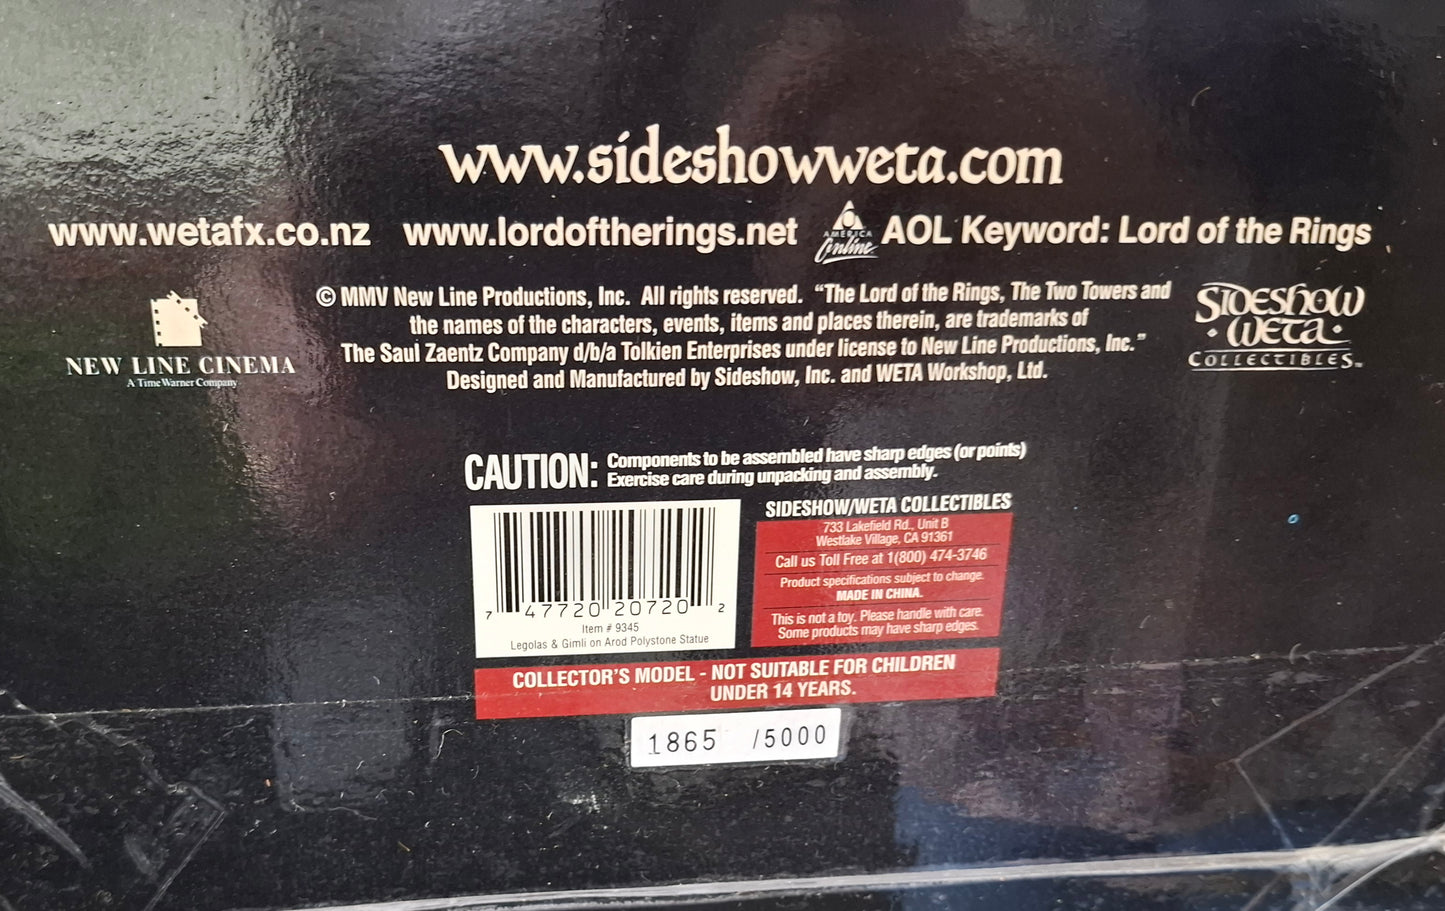 www.sideshowweta.com
www.wetafx.co.nz www.lordoftherings.net AMERICA Online AOL Keyword: Lord of the Rings
NEW LINE CINEMA
A Time Warner Company
© MMV New Line Productions, Inc. All rights reserved. "The Lord of the Rings, The Two Towers and
the names of the characters, events, items and places therein, are trademarks of
The Saul Zaentz Company d/b/a Tolkien Enterprises under license to New Line Productions, Inc."
Designed and Manufactured by Sideshow, Inc. and WETA Workshop, Ltd.
SIDESHOW
WETA
COLLECTIBLES™
CAUTION: Components to be assembled have sharp edges (or points)
Exercise care during unpacking and assembly.
7 47720 20720 2
Item # 9345
Legolas & Gimli on Arod Polystone Statue
SIDESHOW/WETA COLLECTIBLES
733 Lakefield Rd., Unit B
Westlake Village, CA 91361
Call us Toll Free at 1(800) 474-3746
Product specifications subject to change.
MADE IN CHINA.
This is not a toy. Please handle with care.
Some products may have sharp edges.
COLLECTOR'S MODEL - NOT SUITABLE FOR CHILDREN
UNDER 14 YEARS.
1865 /5000